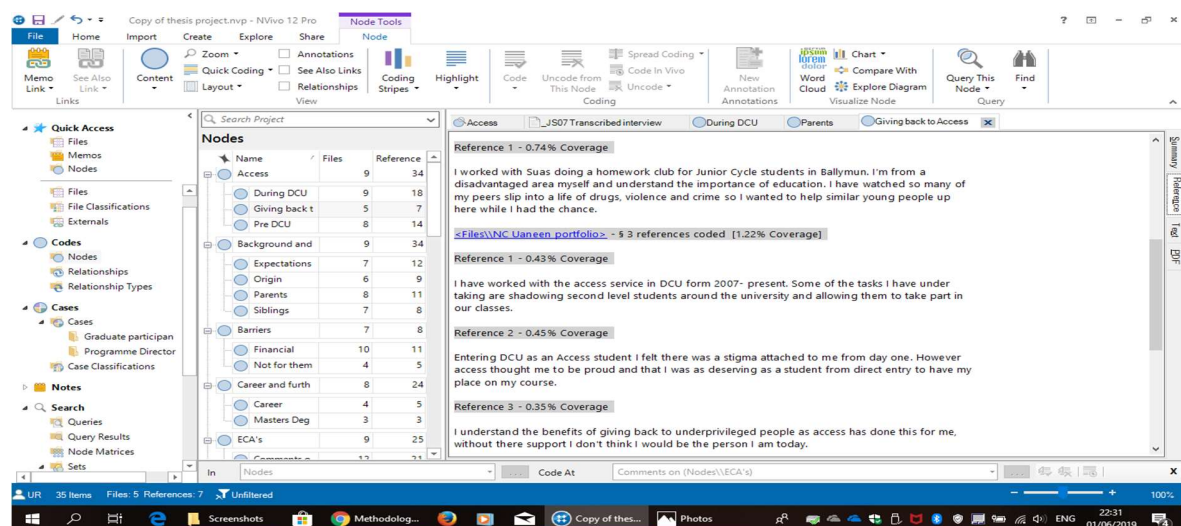 Copy of thesis project.nvp - NVivo 12 Pro
Node Tools
File Home Import Create Explore Share Node
Memo Link
See Also Link
Links
Content
Zoom
Quick Coding
Layout
Annotations
See Also Links
Relationships
View
Coding Stripes
Highlight
Code
Uncode from This Node
Spread Coding
Code In Vivo
Uncode
Coding
New Annotation
Annotations
Word Cloud
Chart
Compare With
Explore Diagram
Visualize Node
Query This Node
Find
Query
Quick Access
Files
Memos
Nodes
Files
File Classifications
Externals
Codes
Nodes
Relationships
Relationship Types
Cases
Cases
Graduate participan
Programme Director
Case Classifications
Notes
Search
Queries
Query Results
Node Matrices
Sets
Search Project
Nodes
Name Files Reference
Access 9 34
During DCU 9 18
Giving back t 5 7
Pre DCU 8 14
Background and 9 34
Expectations 7 12
Origin 6 9
Parents 8 11
Siblings 7 8
Barriers 7 8
Financial 10 11
Not for them 4 5
Career and furth 8 24
Career 4 5
Masters Deg 3 3
ECA's 9 25
Access
_JS07 Transcribed interview
During DCU
Parents
Giving back to Access
Reference 1 - 0.74% Coverage
I worked with Suas doing a homework club for Junior Cycle students in Ballymun. I'm from a
disadvantaged area myself and understand the importance of education. I have watched so many of
my peers slip into a life of drugs, violence and crime so I wanted to help similar young people up
here while I had the chance.
<Files\\NC Uaneen portfolio> - § 3 references coded [1.22% Coverage]
Reference 1 - 0.43% Coverage
I have worked with the access service in DCU form 2007- present. Some of the tasks I have under
taking are shadowing second level students around the university and allowing them to take part in
our classes.
Reference 2 - 0.45% Coverage
Entering DCU as an Access student I felt there was a stigma attached to me from day one. However
access thought me to be proud and that I was as deserving as a student from direct entry to have my
place on my course.
Reference 3 - 0.35% Coverage
I understand the benefits of giving back to underprivileged people as access has done this for me,
without there support I don't think I would be the person I am today.
Summary
Reference
Tag
PDF
In Nodes Code At Comments on (Nodes\\ECA's)
UR 35 Items Files: 5 References: 7 Unfiltered 100%
Screenshots
Methodolog...
Copy of thes...
Photos
ENG
22:31
01/06/2019